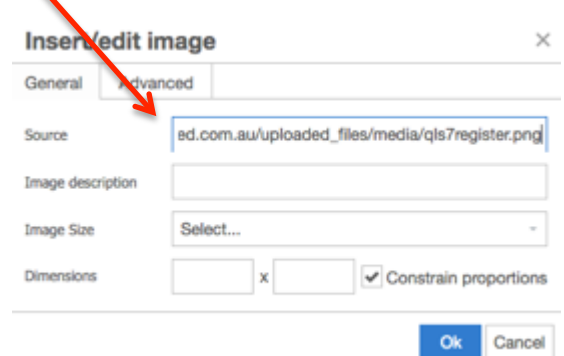 Insert/edit image ×
General Advanced
Source ed.com.au/uploaded_files/media/qls7register.png
Image description
Image Size Select...
Dimensions x Constrain proportions
Ok Cancel